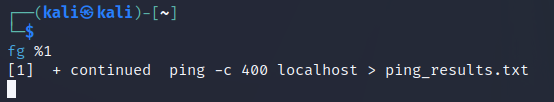 ┌──(kali㉿kali)-[~]
└─$
fg %1
[1]  + continued  ping -c 400 localhost > ping_results.txt